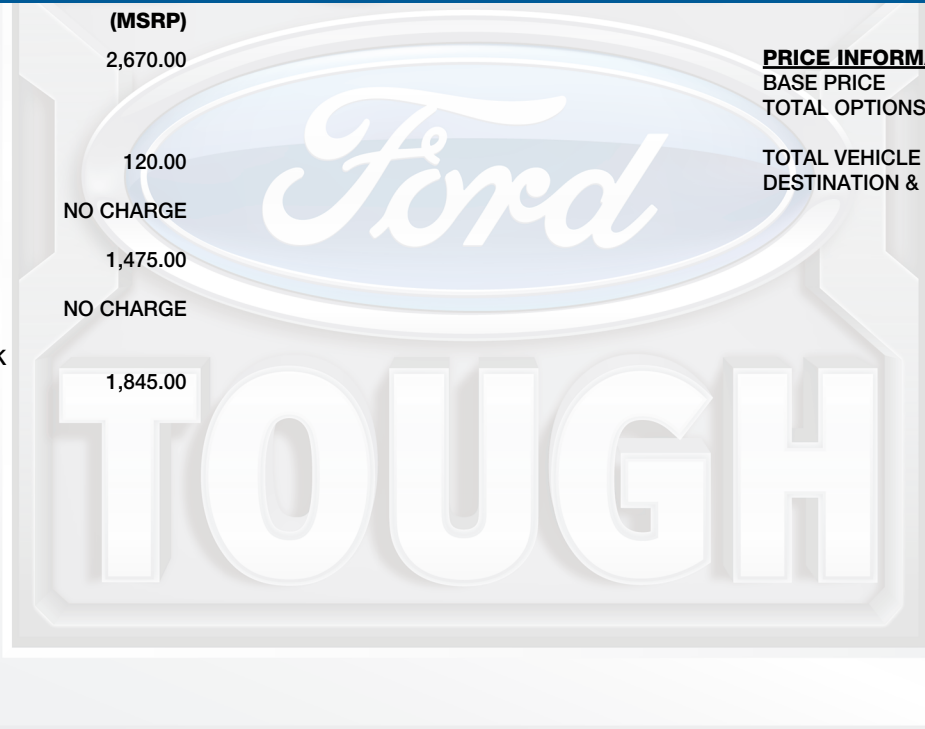 (MSRP)
2,670.00
120.00
NO CHARGE
1,475.00
NO CHARGE
K
1,845.00
PRICE INFORM
BASE PRICE
TOTAL OPTIONS
TOTAL VEHICLE
DESTINATION &
Ford
TOUGH